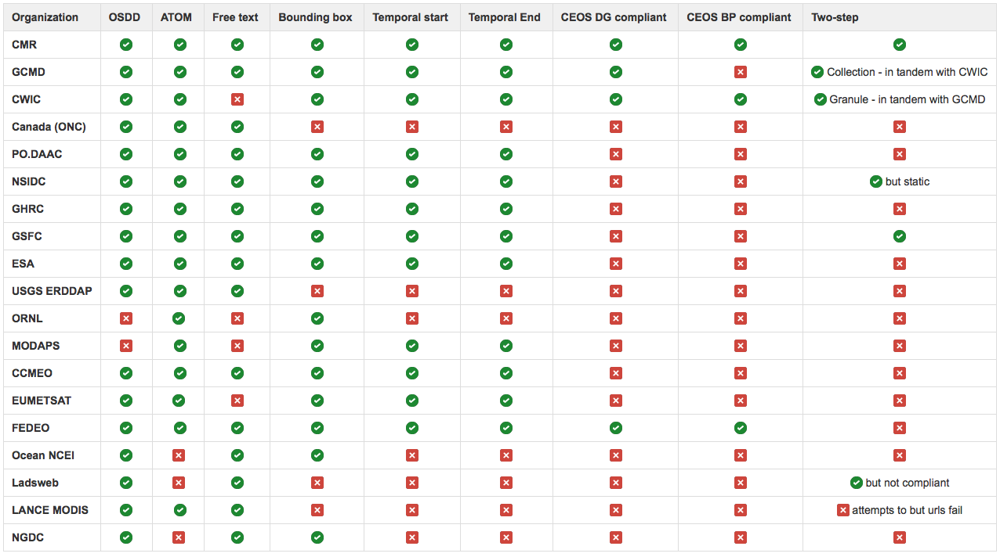 Organization OSDD ATOM Free text Bounding box Temporal start Temporal End CEOS DG compliant CEOS BP compliant Two-step
CMR
GCMD Collection - in tandem with CWIC
CWIC Granule - in tandem with GCMD
Canada (ONC)
PO.DAAC
NSIDC but static
GHRC
GSFC
ESA
USGS ERDDAP
ORNL
MODAPS
CCMEO
EUMETSAT
FEDEO
Ocean NCEI
Ladsweb but not compliant
LANCE MODIS attempts to but urls fail
NGDC